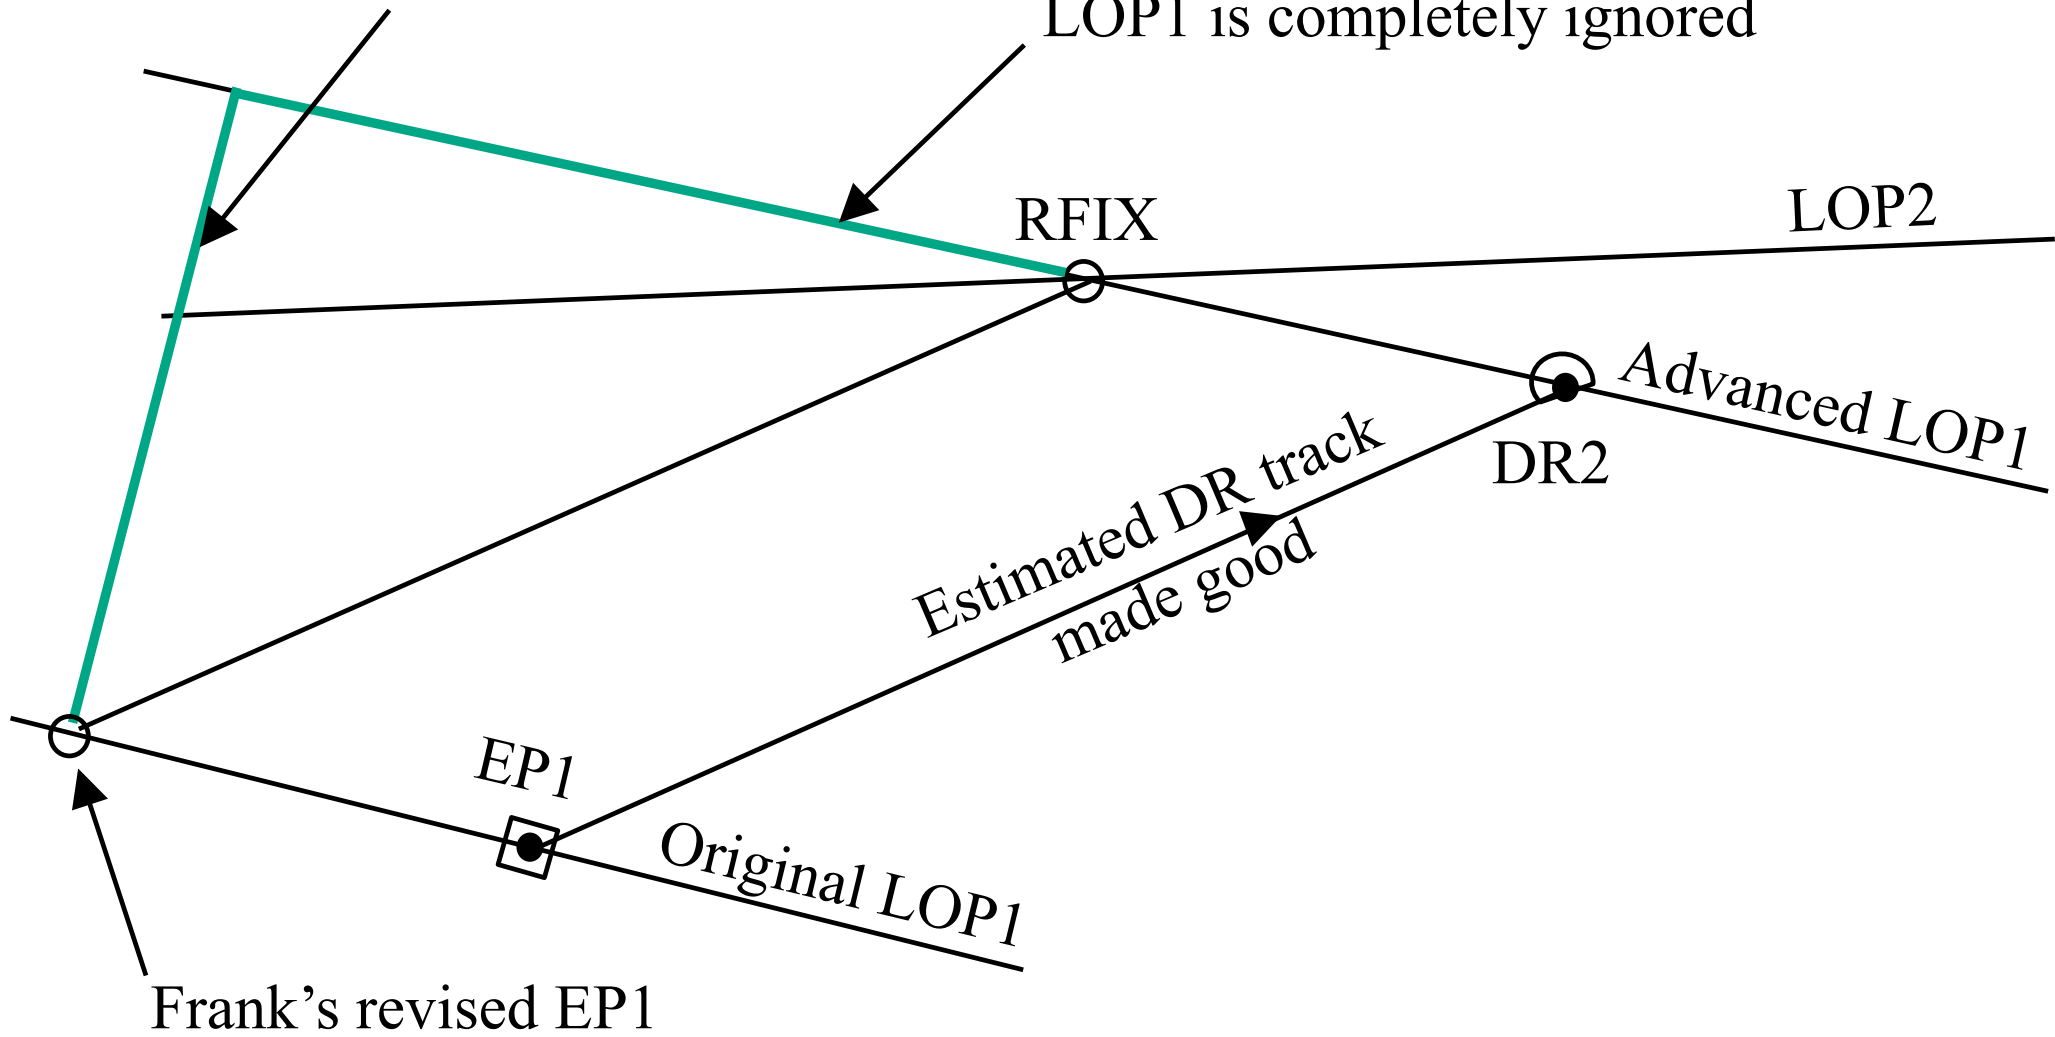 LOP1 is completely ignored
RFIX
LOP2
Advanced LOP1
DR2
Estimated DR track
made good
EP1
Original LOP1
Frank’s revised EP1